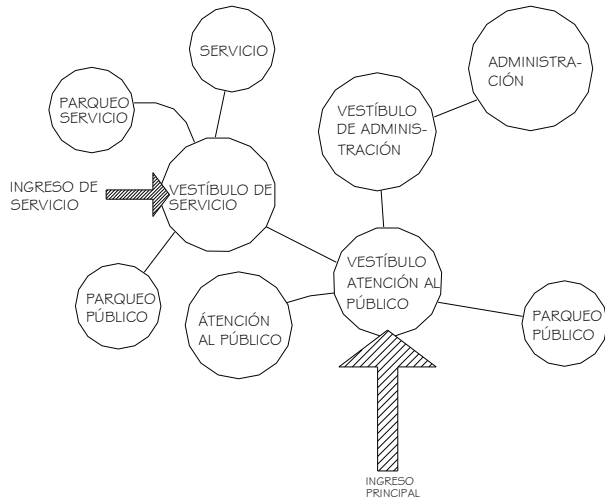 SERVICIO
ADMINISTRA-
CIÓN
PARQUEO
SERVICIO
VESTÍBULO
DE ADMINIS-
TRACIÓN
INGRESO DE
SERVICIO
VESTÍBULO DE
SERVICIO
VESTÍBULO
ATENCIÓN AL
PÚBLICO
PARQUEO
PÚBLICO
ÁTENCIÓN
AL PÚBLICO
PARQUEO
PÚBLICO
INGRESO
PRINCIPAL